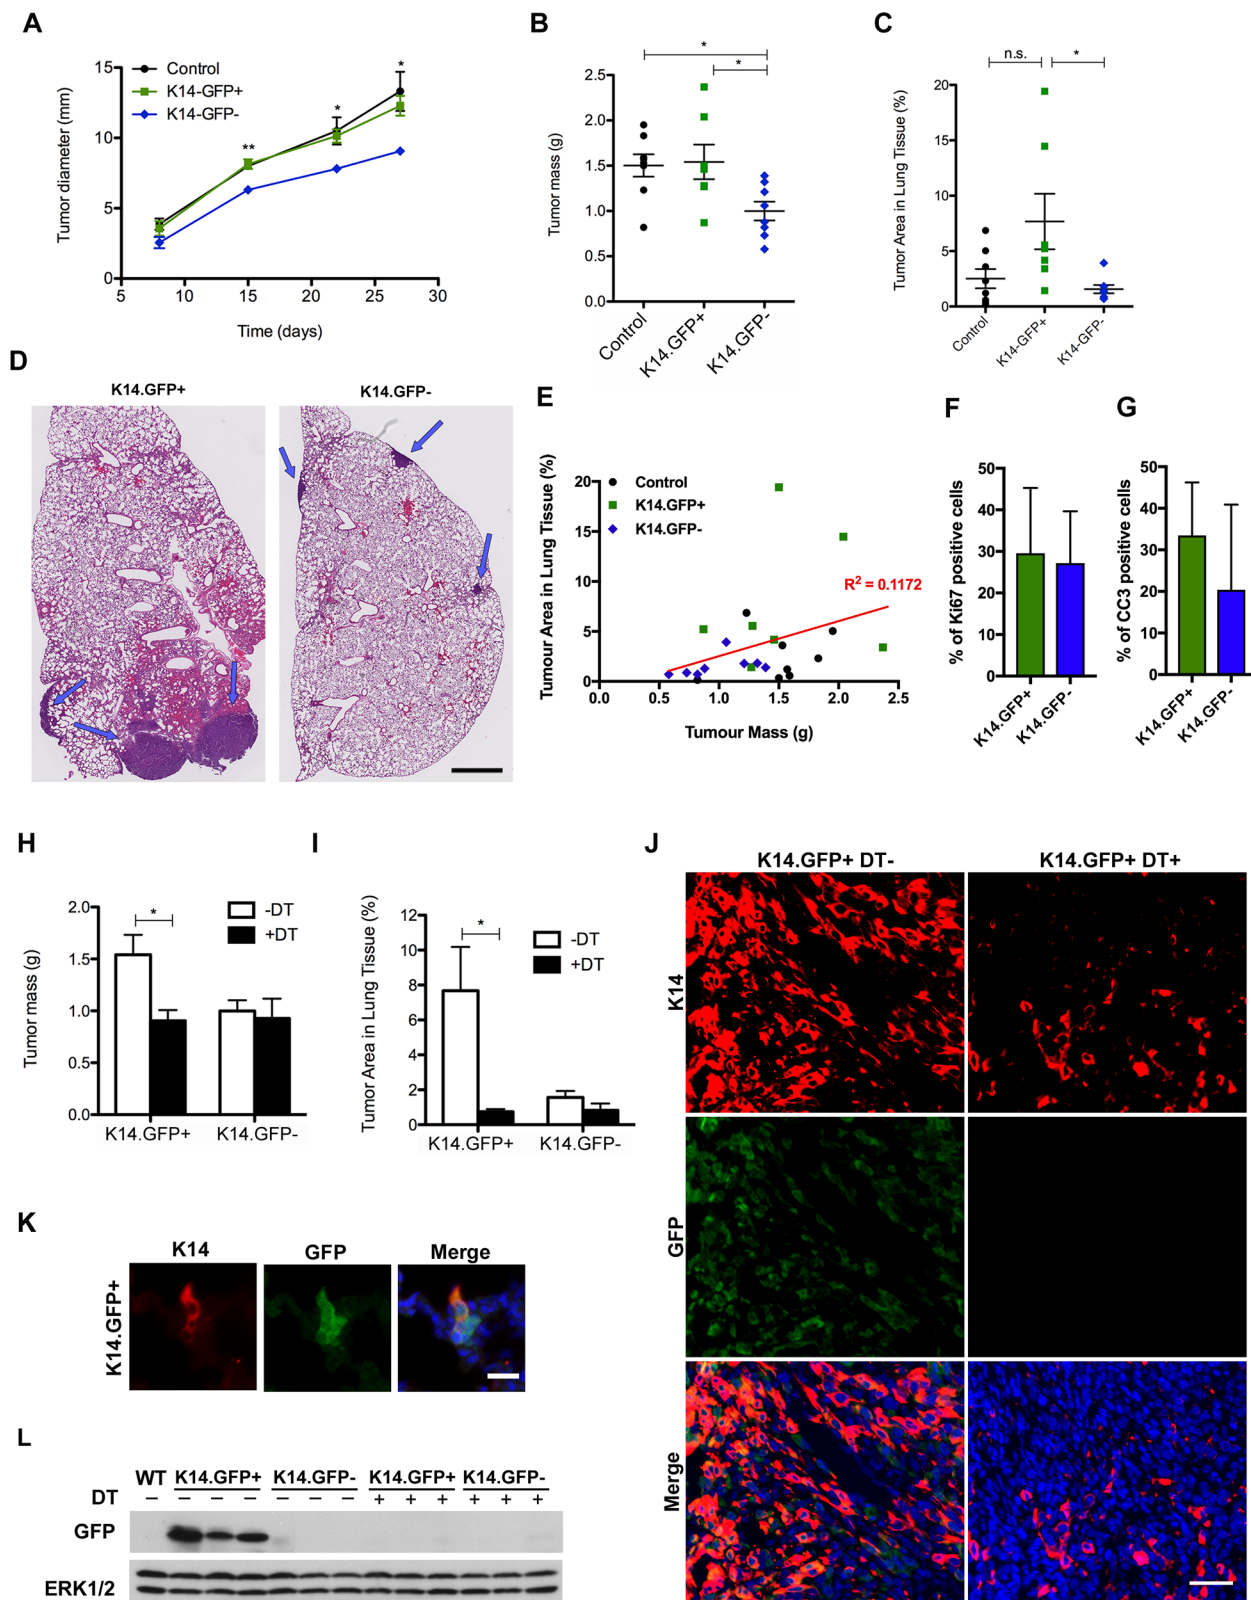 A
Tumor diameter (mm)
15
10
5
0
Control
K14-GFP+
K14-GFP-
**
*
*
5 10 15 20 25 30
Time (days)
B
Tumor mass (g)
2.5
2.0
1.5
1.0
0.5
0.0
*
*
Control
K14.GFP+
K14.GFP-
C
Tumor Area in Lung Tissue (%)
20
15
10
5
0
n.s.
*
Control
K14-GFP+
K14-GFP-
D
K14.GFP+
K14.GFP-
E
Tumour Area in Lung Tissue (%)
20
15
10
5
0
Control
K14.GFP+
K14.GFP-
R² = 0.1172
0.0 0.5 1.0 1.5 2.0 2.5
Tumour Mass (g)
F
% of Ki67 positive cells
50
40
30
20
10
0
K14.GFP+
K14.GFP-
G
% of CC3 positive cells
50
40
30
20
10
0
K14.GFP+
K14.GFP-
H
Tumor mass (g)
2.0
1.5
1.0
0.5
0.0
*
-DT
+DT
K14.GFP+
K14.GFP-
I
Tumor Area in Lung Tissue (%)
12
10
8
6
4
2
0
*
-DT
+DT
K14.GFP+
K14.GFP-
J
K14.GFP+ DT-
K14.GFP+ DT+
K14
GFP
Merge
K
K14
GFP
Merge
K14.GFP+
L
WT K14.GFP+ K14.GFP- K14.GFP+ K14.GFP-
DT − − − − − − − + + + + + +
GFP
ERK1/2